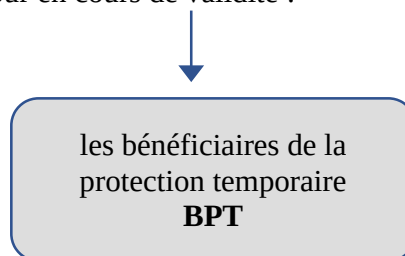 en cours de validité :
les bénéficiaires de la
protection temporaire
BPT